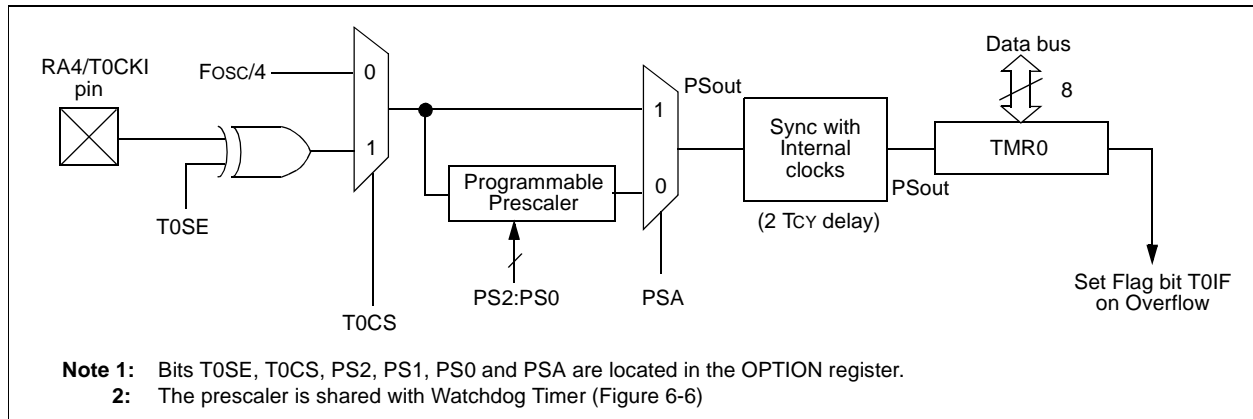 Data bus
8
RA4/T0CKI
pin
FOSC/4
0
1
T0SE
T0CS
Programmable
Prescaler
PS2:PS0
1
0
PSA
PSout
Sync with
Internal
clocks
(2 TCY delay)
PSout
TMR0
Set Flag bit T0IF
on Overflow
Note 1: Bits T0SE, T0CS, PS2, PS1, PS0 and PSA are located in the OPTION register.
2: The prescaler is shared with Watchdog Timer (Figure 6-6)